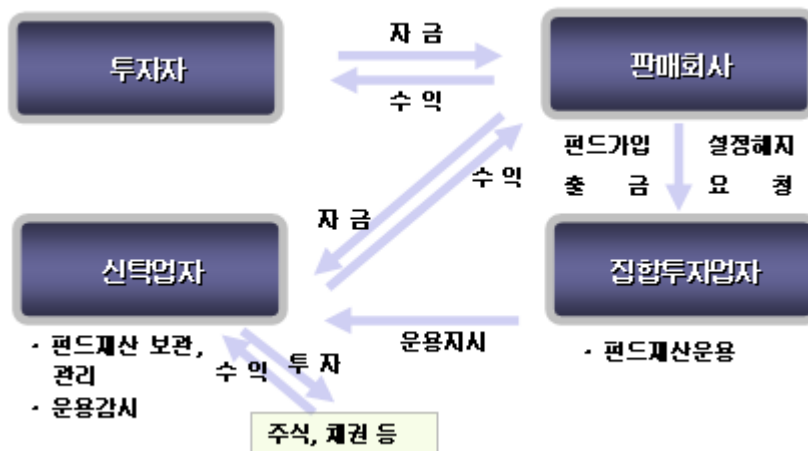 자 금
투자자
판매회사
수 익
펀드가입 설정해지
출 금 요 청
수 익
자 금
신탁업자
집합투자업자
운용지시
· 펀드재산 보관,
관리
· 운용감시
수 익
투 자
· 펀드재산운용
주식, 채권 등